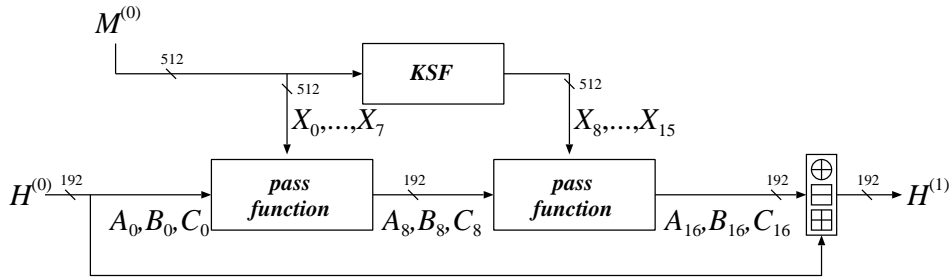 M^(0)
512
KSF
512
512
X_0,...,X_7
X_8,...,X_15
H^(0)
192
pass function
192
pass function
192
192
H^(1)
A_0,B_0,C_0
A_8,B_8,C_8
A_16,B_16,C_16